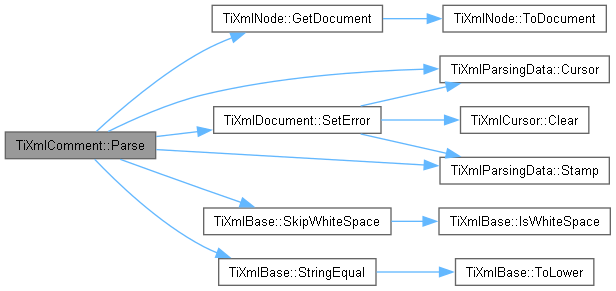 TiXmlNode::GetDocument
TiXmlNode::ToDocument
TiXmlParsingData::Cursor
TiXmlDocument::SetError
TiXmlCursor::Clear
TiXmlComment::Parse
TiXmlParsingData::Stamp
TiXmlBase::SkipWhiteSpace
TiXmlBase::IsWhiteSpace
TiXmlBase::StringEqual
TiXmlBase::ToLower